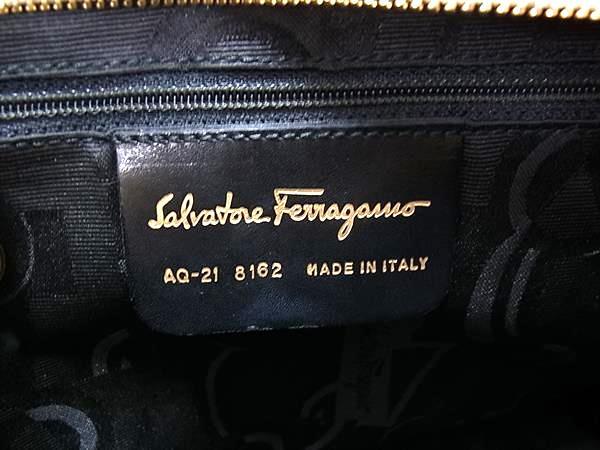 Salvatore Ferragamo
AQ-21 8162 MADE IN ITALY